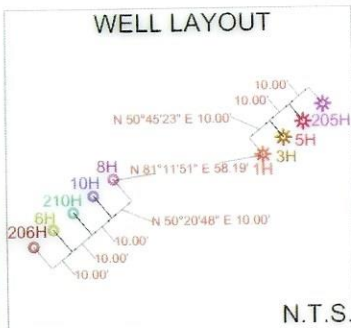 WELL LAYOUT
10.00'
10.00'
N 50°45'23" E 10.00'
205H
5H
3H
1H
8H
N 81°11'51" E 58.19'
10H
210H
6H
N 50°20'48" E 10.00'
206H
10.00'
10.00'
10.00'
N.T.S.